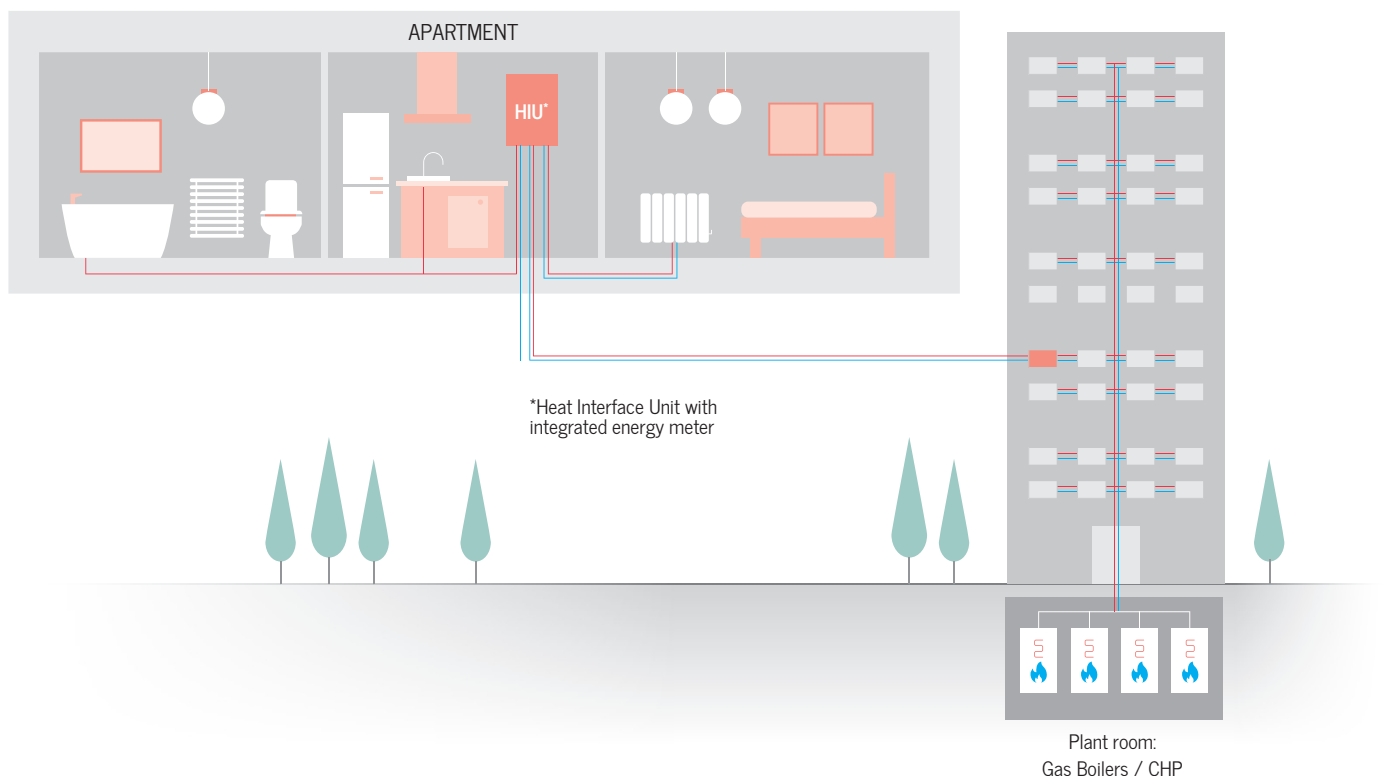 APARTMENT
HIU*
*Heat Interface Unit with
integrated energy meter
Plant room:
Gas Boilers / CHP